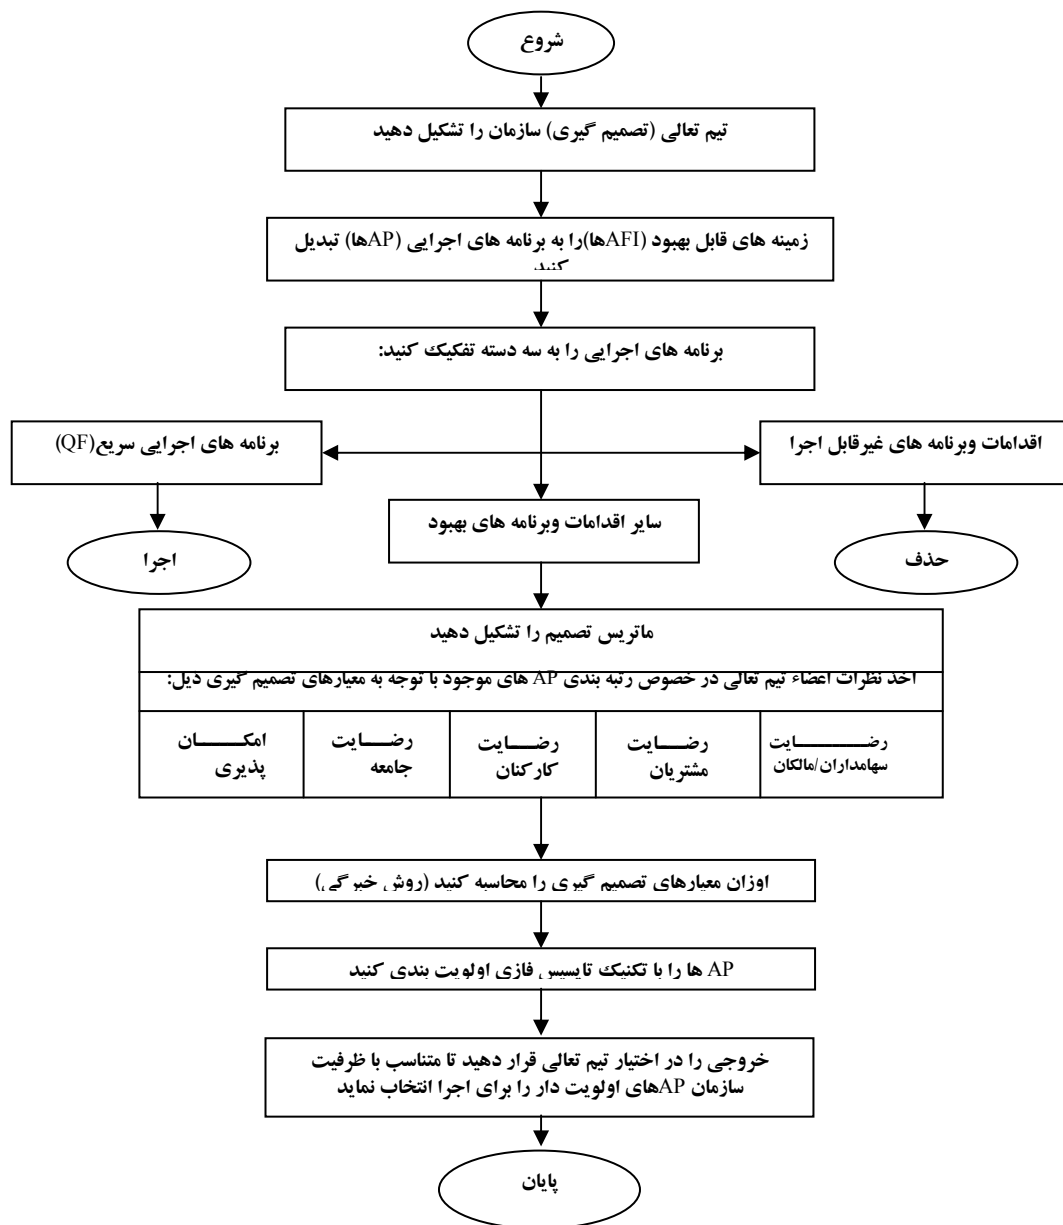 شروع
تیم تعالی (تصمیم گیری) سازمان را تشکیل دهید
زمینه های قابل بهبود (AFIها)را به برنامه های اجرایی (APها) تبدیل
کنید
برنامه های اجرایی را به سه دسته تفکیک کنید:
اقدامات وبرنامه های غیرقابل اجرا
برنامه های اجرایی سریع(QF)
سایر اقدامات وبرنامه های بهبود
حذف
اجرا
ماتریس تصمیم را تشکیل دهید
اخذ نظرات اعضاء تیم تعالی در خصوص رتبه بندی AP های موجود با توجه به معیارهای تصمیم گیری ذیل:
رضایت
سهامداران/مالکان
رضایت
مشتریان
رضایت
کارکنان
رضایت
جامعه
امکان
پذیری
اوزان معیارهای تصمیم گیری را محاسبه کنید (روش خبرگی)
AP ها را با تکنیک تاپسیس فازی اولویت بندی کنید
خروجی را در اختیار تیم تعالی قرار دهید تا متناسب با ظرفیت
سازمان APهای اولویت دار را برای اجرا انتخاب نماید
پایان